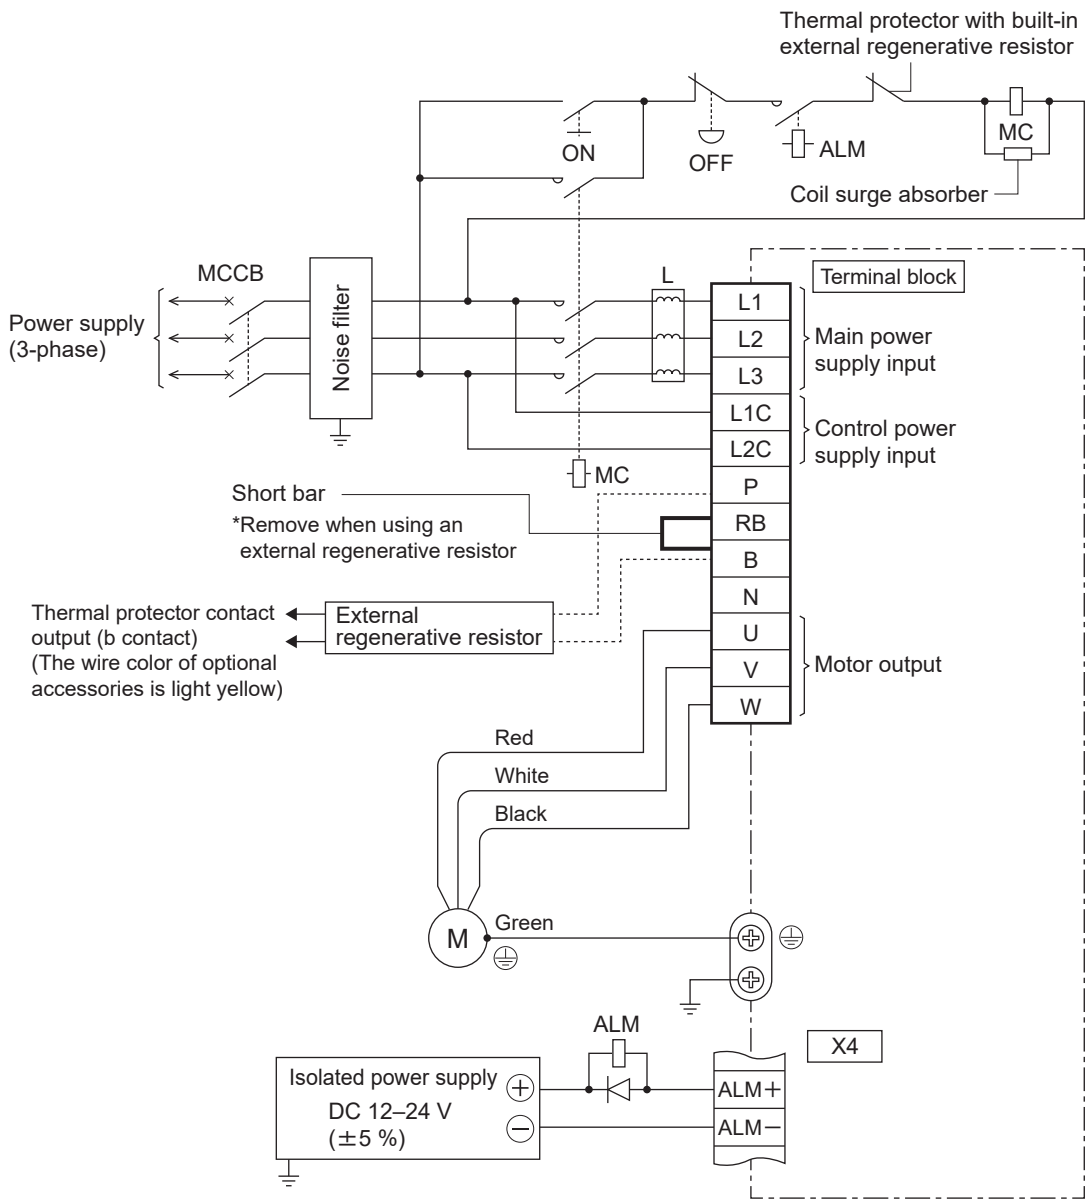 Thermal protector with built-in
external regenerative resistor
ON
OFF
ALM
MC
Coil surge absorber
MCCB
Power supply
(3-phase)
Noise filter
L
Terminal block
L1
L2
L3
L1C
L2C
P
RB
B
N
U
V
W
Main power
supply input
Control power
supply input
Motor output
MC
Short bar
*Remove when using an
external regenerative resistor
Thermal protector contact
output (b contact)
(The wire color of optional
accessories is light yellow)
External
regenerative resistor
Red
White
Black
M
Green
ALM
X4
Isolated power supply
DC 12–24 V
(±5 %)
+
−
ALM+
ALM−